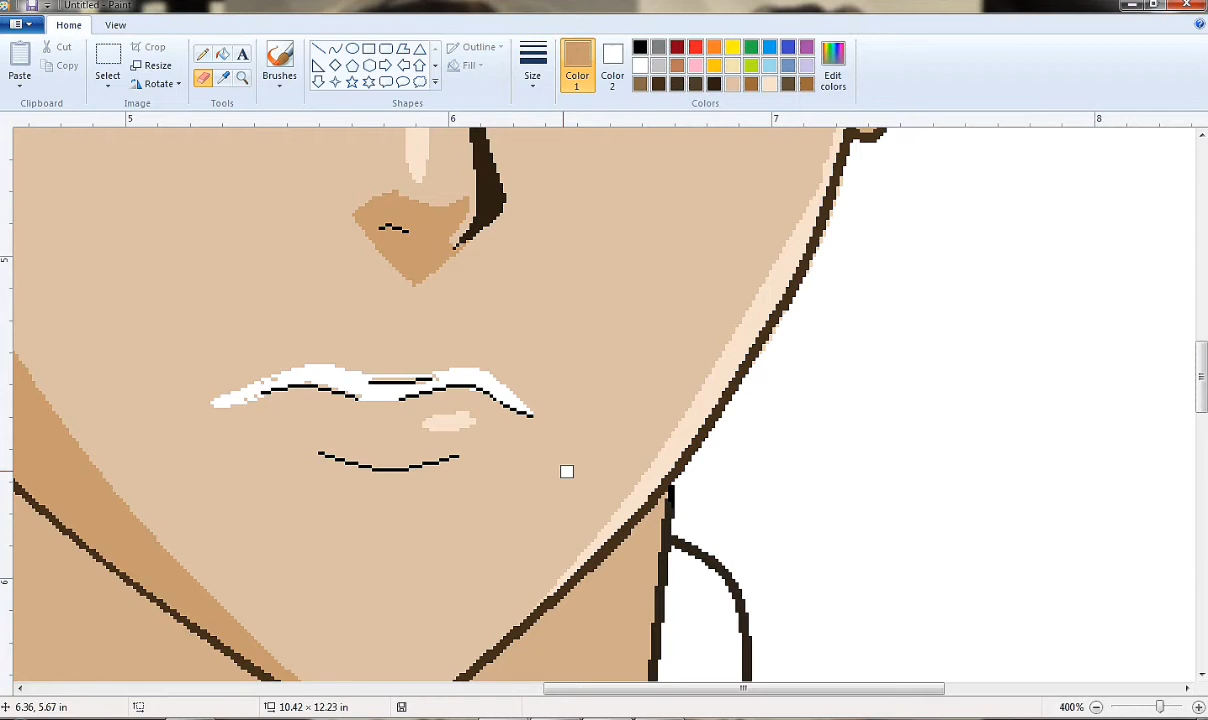 Untitled - Paint
Home View
Paste
Cut
Copy
Select
Crop
Resize
Rotate
A
Brushes
Outline
Fill
Size
Color 1
Color 2
Edit colors
Clipboard Image Tools Shapes Colors
5 6 7 8
5
6
6.36, 5.67 in 10.42 × 12.23 in 400%